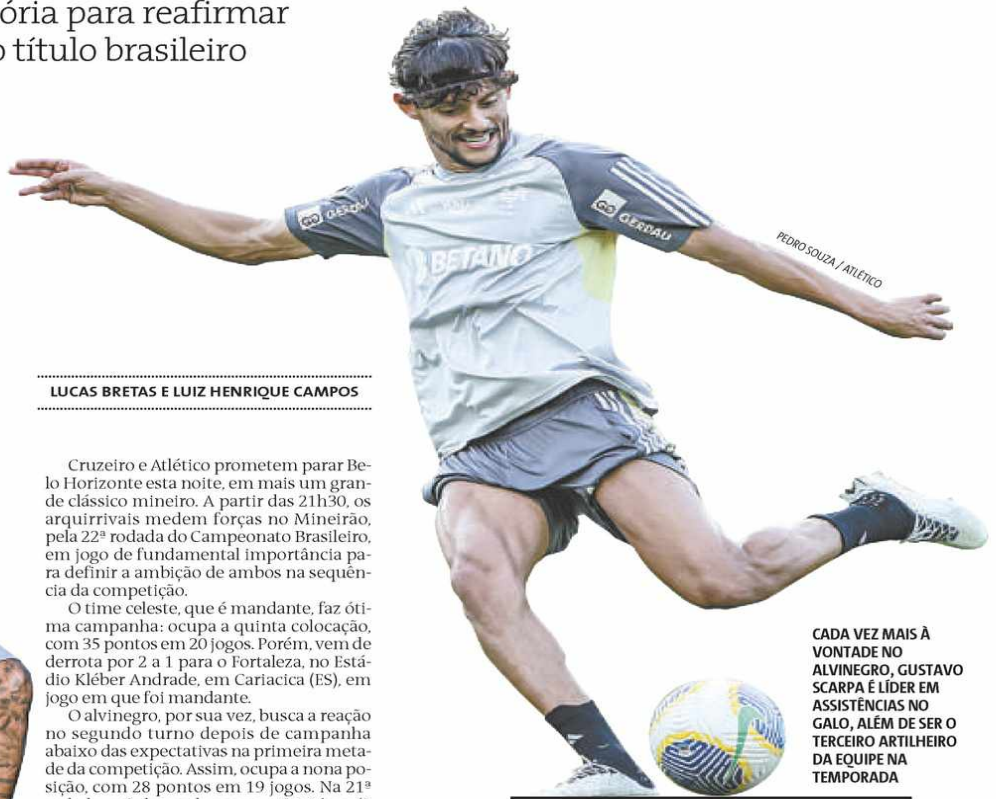 ória para reafirmar
o título brasileiro
GERDAU
GERDAU
BETANO
PEDRO SOUZA / ATLÉTICO
LUCAS BRETAS E LUIZ HENRIQUE CAMPOS
Cruzeiro e Atlético prometem parar Be-
lo Horizonte esta noite, em mais um gran-
de clássico mineiro. A partir das 21h30, os
arquirrivais medem forças no Mineirão,
pela 22ª rodada do Campeonato Brasileiro,
em jogo de fundamental importância pa-
ra definir a ambição de ambos na sequên-
cia da competição.
O time celeste, que é mandante, faz óti-
ma campanha: ocupa a quinta colocação,
com 35 pontos em 20 jogos. Porém, vem de
derrota por 2 a 1 para o Fortaleza, no Está-
dio Kléber Andrade, em Cariacica (ES), em
jogo em que foi mandante.
O alvinegro, por sua vez, busca a reação
no segundo turno depois de campanha
abaixo das expectativas na primeira meta-
de da competição. Assim, ocupa a nona po-
sição, com 28 pontos em 19 jogos. Na 21ª
CADA VEZ MAIS À
VONTADE NO
ALVINEGRO, GUSTAVO
SCARPA É LÍDER EM
ASSISTÊNCIAS NO
GALO, ALÉM DE SER O
TERCEIRO ARTILHEIRO
DA EQUIPE NA
TEMPORADA